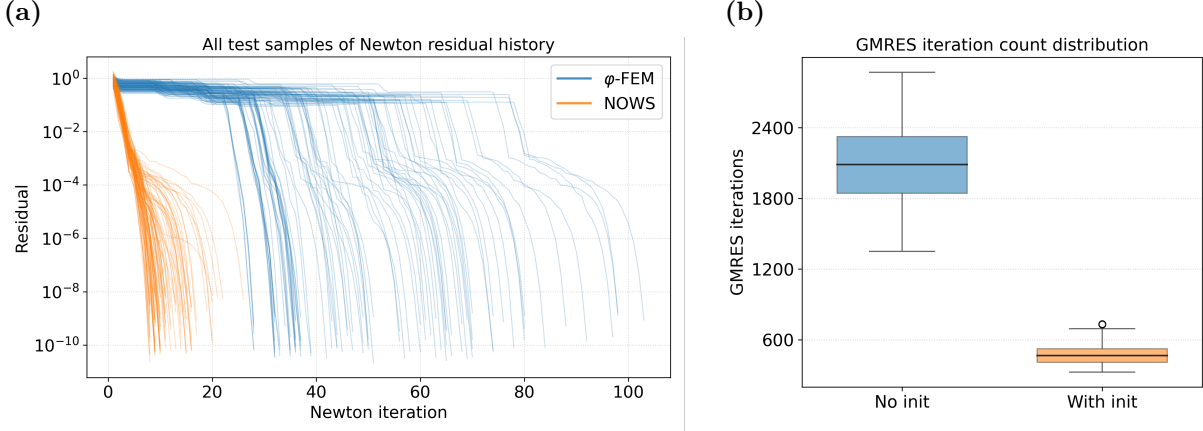 (a)
All test samples of Newton residual history
10⁰
10⁻²
10⁻⁴
10⁻⁶
10⁻⁸
10⁻¹⁰
Residual
φ-FEM
NOWS
0 20 40 60 80 100
Newton iteration
(b)
GMRES iteration count distribution
2400
1800
1200
600
GMRES iterations
No init With init